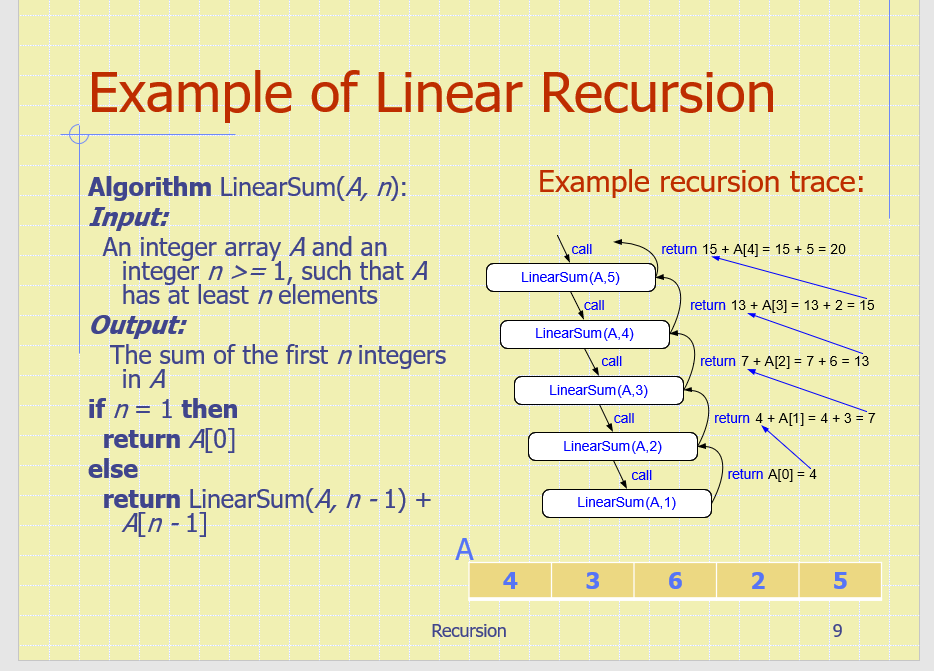 Example of Linear Recursion
Algorithm LinearSum(A, n):
Input:
An integer array A and an
integer n >= 1, such that A
has at least n elements
Output:
The sum of the first n integers
in A
if n = 1 then
return A[0]
else
return LinearSum(A, n - 1) +
A[n - 1]
Example recursion trace:
call
return 15 + A[4] = 15 + 5 = 20
LinearSum(A,5)
call
return 13 + A[3] = 13 + 2 = 15
LinearSum(A,4)
call
return 7 + A[2] = 7 + 6 = 13
LinearSum(A,3)
call
return 4 + A[1] = 4 + 3 = 7
LinearSum(A,2)
call
return A[0] = 4
LinearSum(A,1)
A
4 3 6 2 5
Recursion 9